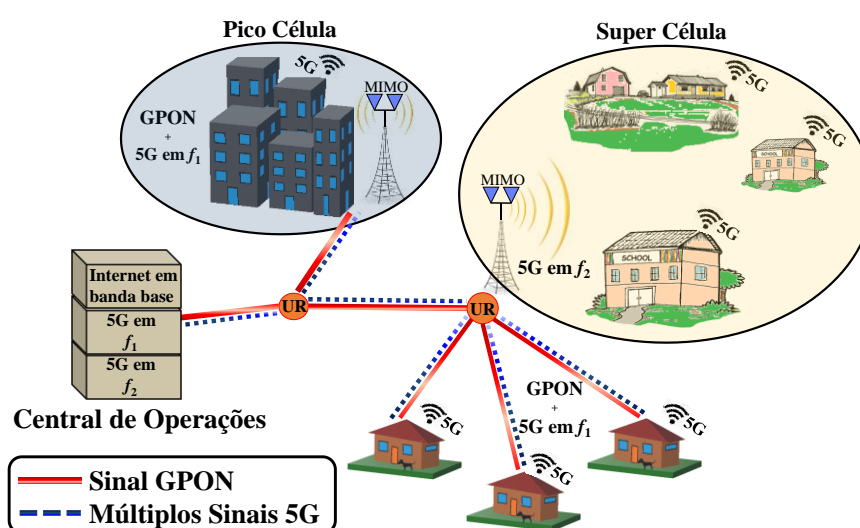 Pico Célula
Super Célula
5G
MIMO
GPON
+
5G em f1
5G
SCHOOL
5G
MIMO
5G
SCHOOL
5G em f2
Internet em
banda base
5G em
f1
5G em
f2
UR
UR
Central de Operações
GPON
+
5G em f1
5G
5G
5G
Sinal GPON
Múltiplos Sinais 5G